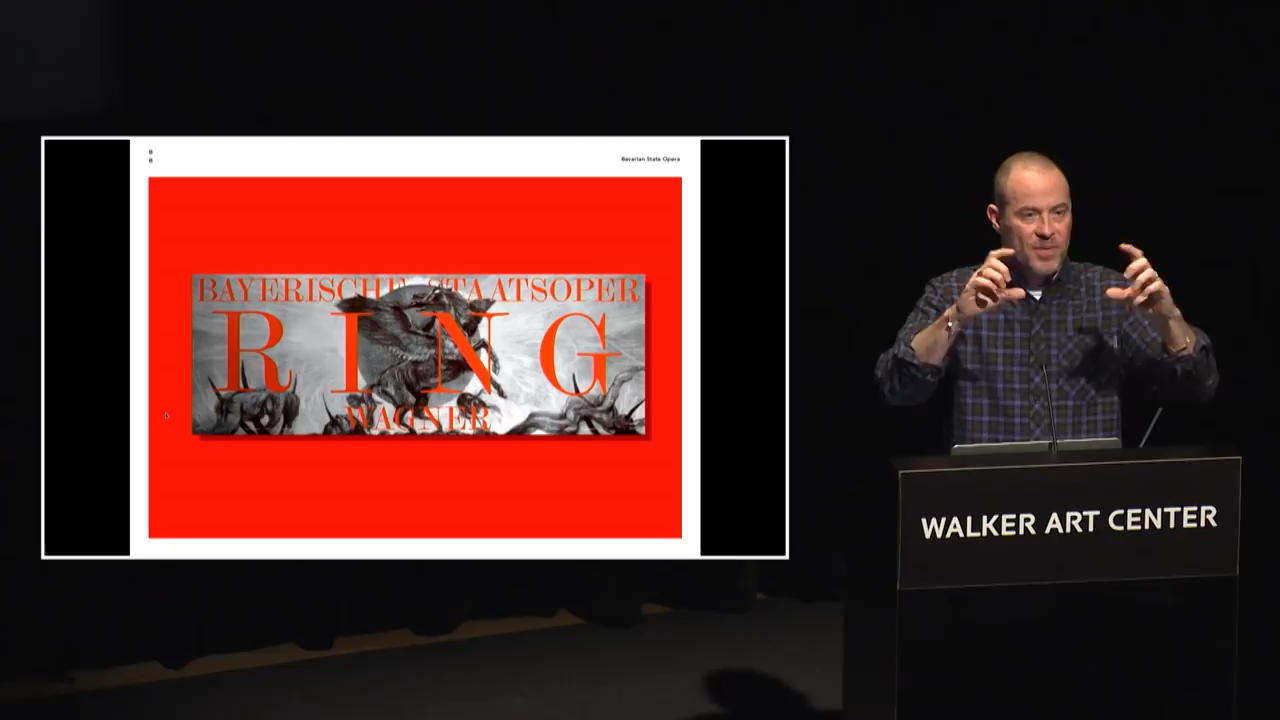 Bavarian State Opera
BAYERISCHE STAATSOPER
RING
WAGNER
WALKER ART CENTER